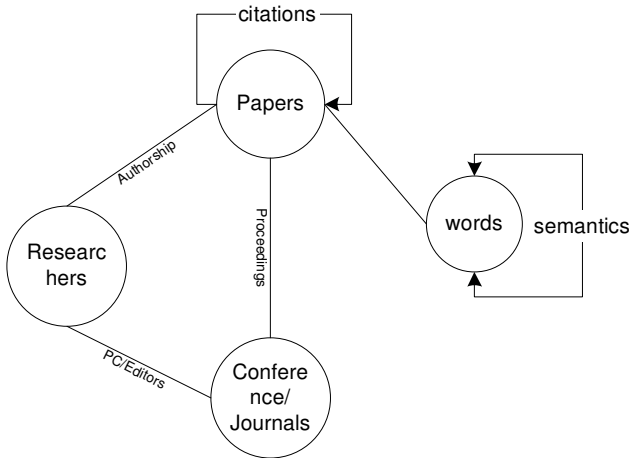 citations
Papers
Authorship
Proceedings
words
semantics
Researc
hers
PC/Editors
Confere
nce/
Journals